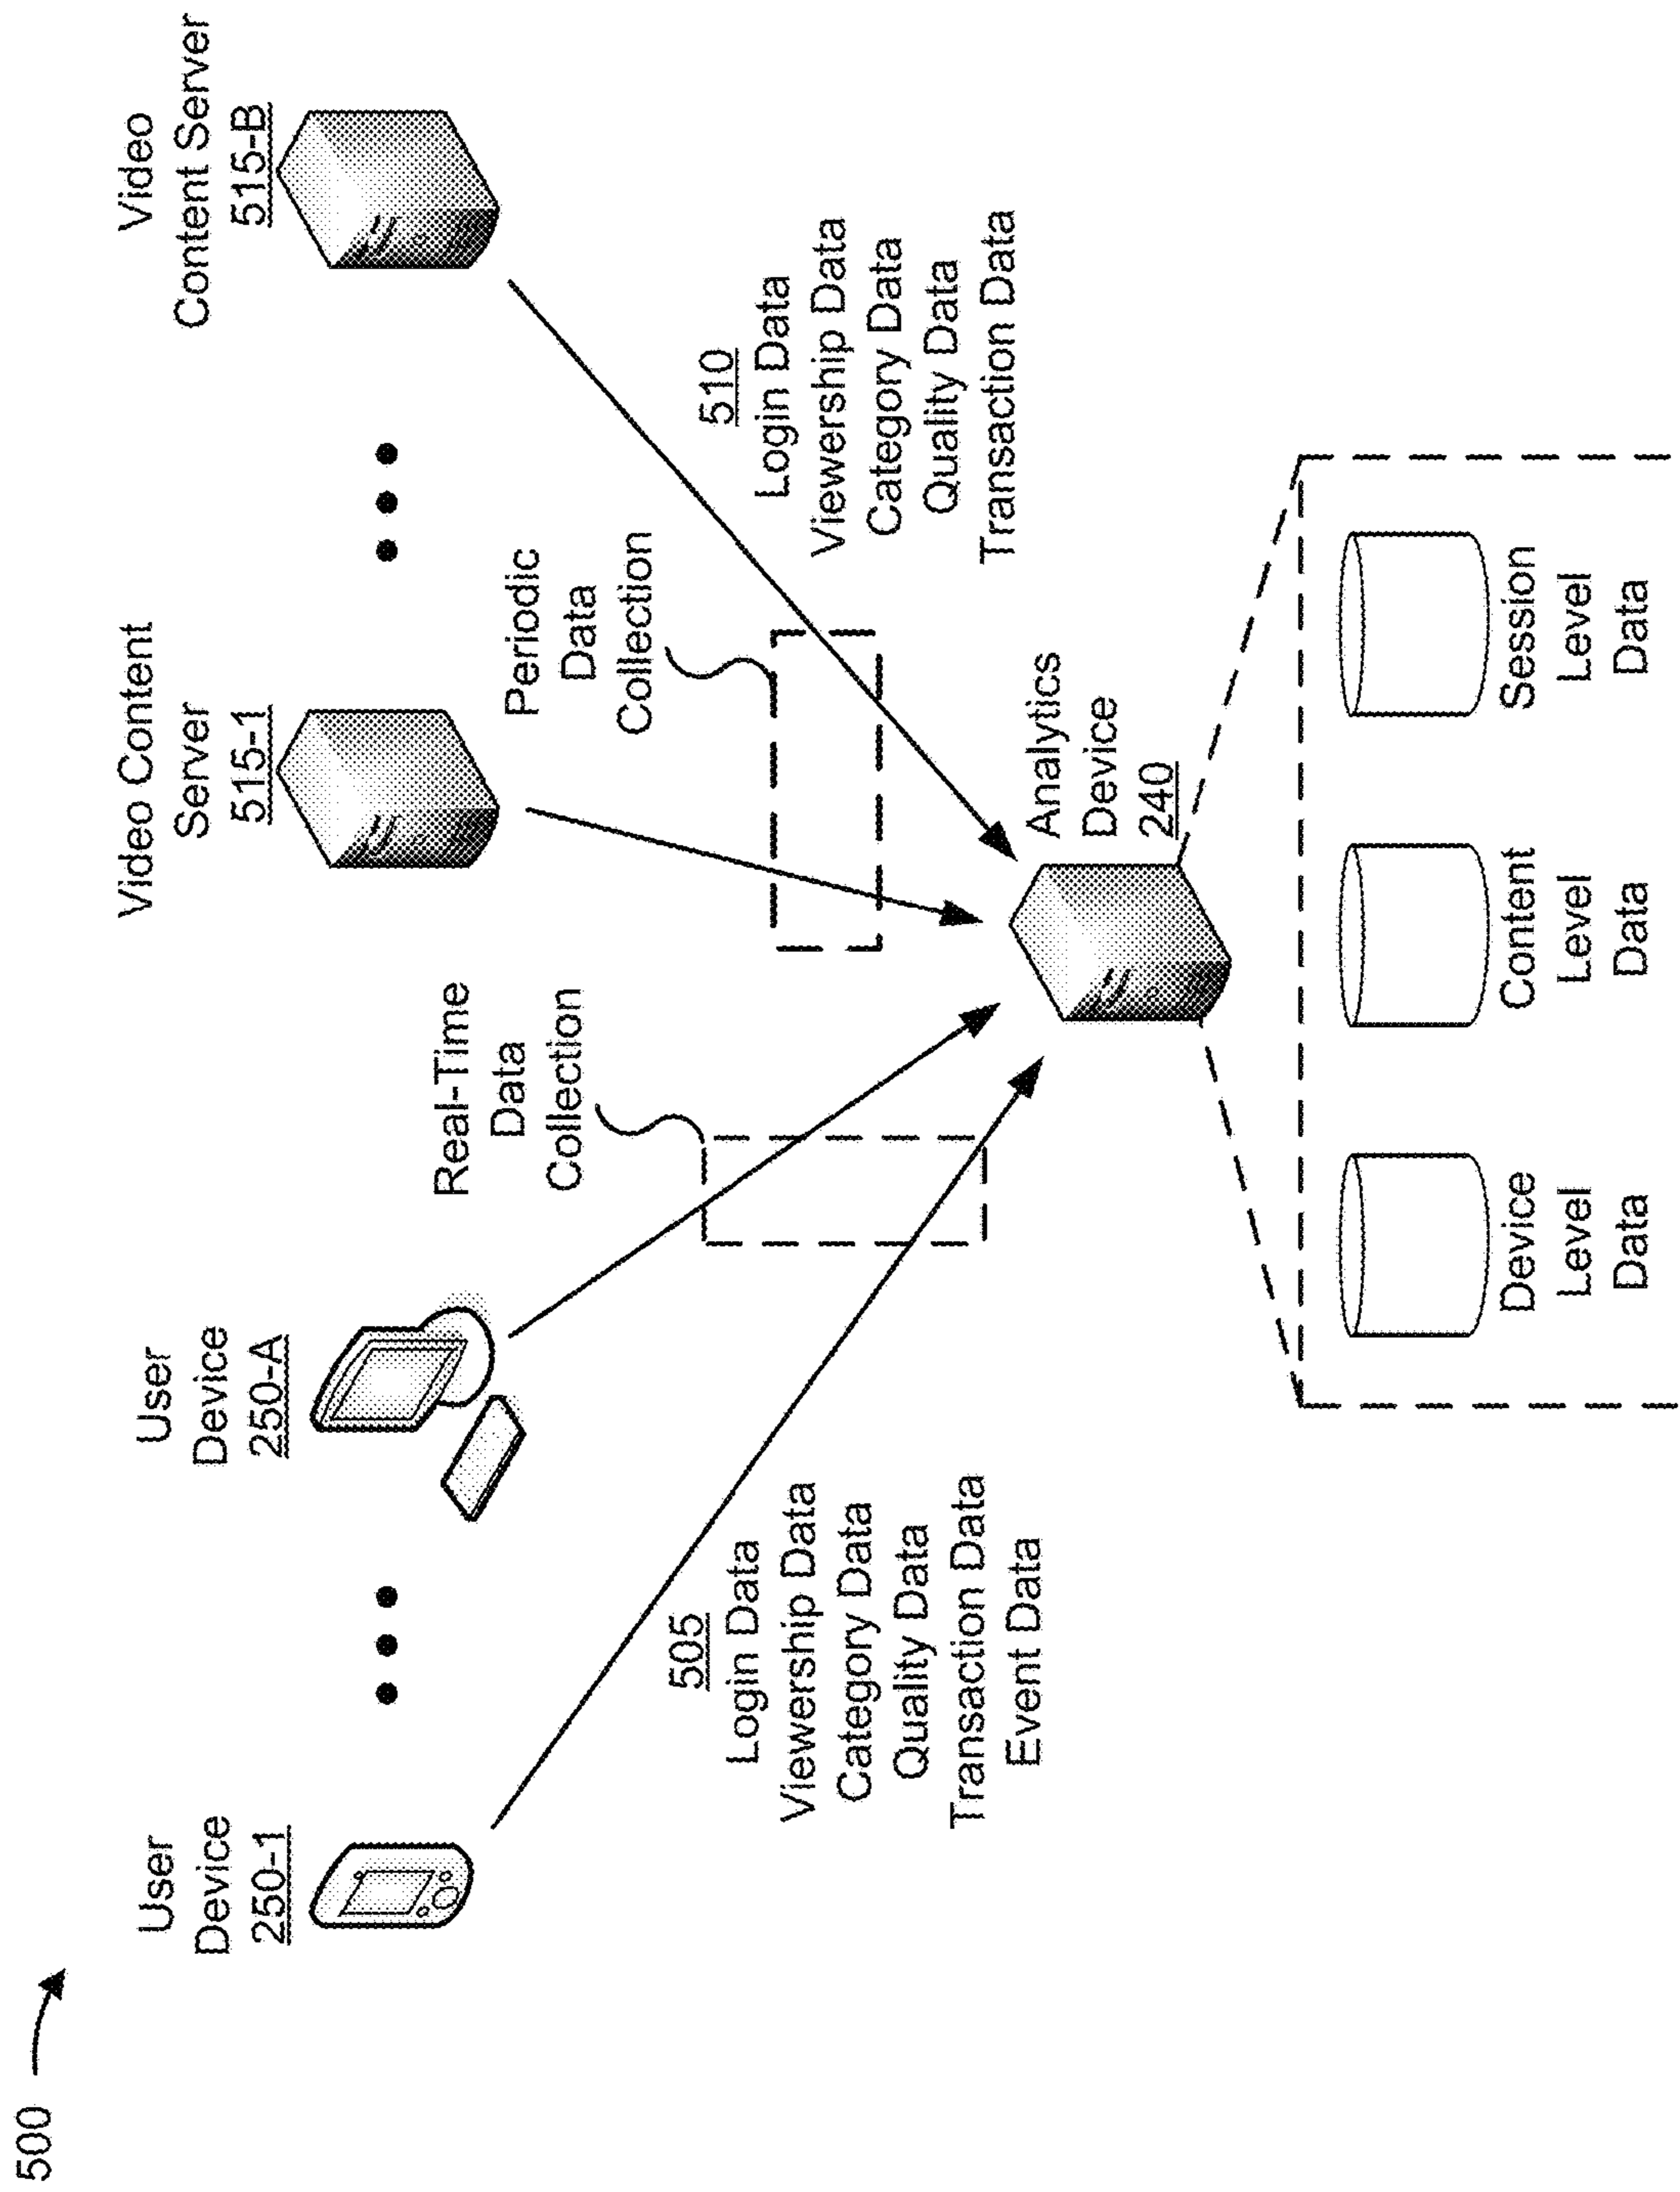 500
User
Device
250-1
User
Device
250-A
Video Content
Server
515-1
Video
Content Server
515-B
Real-Time
Data
Collection
Periodic
Data
Collection
505
Login Data
Viewership Data
Category Data
Quality Data
Transaction Data
Event Data
510
Login Data
Viewership Data
Category Data
Quality Data
Transaction Data
Analytics
Device
240
Device
Level
Data
Content
Level
Data
Session
Level
Data